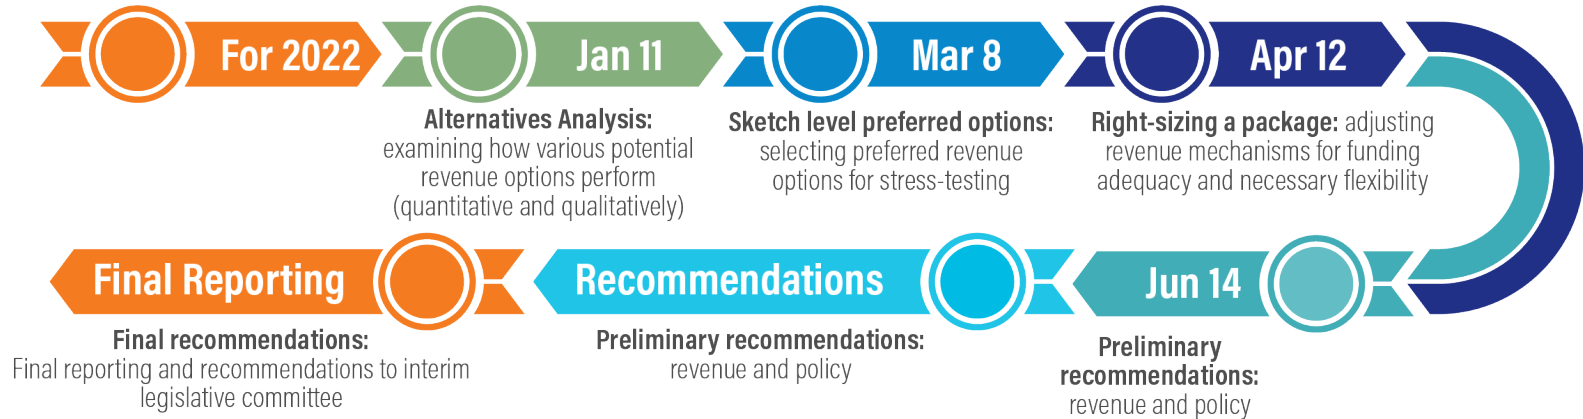 For 2022
Jan 11
Alternatives Analysis:
examining how various potential
revenue options perform
(quantitative and qualitatively)
Mar 8
Sketch level preferred options:
selecting preferred revenue
options for stress-testing
Apr 12
Right-sizing a package: adjusting
revenue mechanisms for funding
adequacy and necessary flexibility
Jun 14
Preliminary
recommendations:
revenue and policy
Recommendations
Preliminary recommendations:
revenue and policy
Final Reporting
Final recommendations:
Final reporting and recommendations to interim
legislative committee